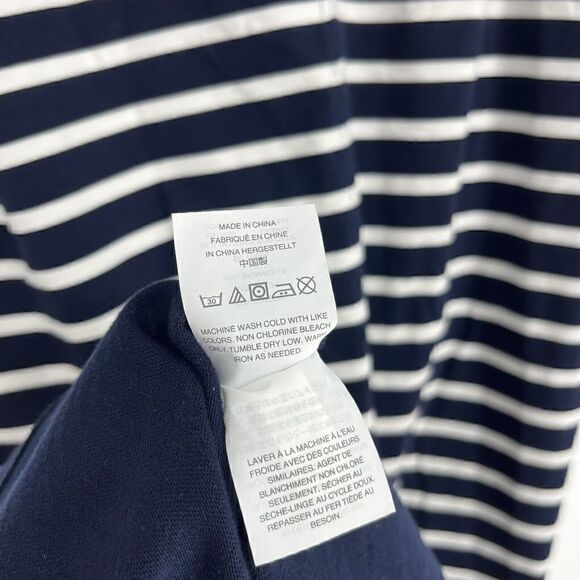 MADE IN CHINA
FABRIQUÉ EN CHINE
IN CHINA HERGESTELLT
中国製
30
MACHINE WASH COLD WITH LIKE
COLORS. NON CHLORINE BLEACH
ONLY. TUMBLE DRY LOW. WARM
IRON AS NEEDED.
LAVER À LA MACHINE À L'EAU
FROIDE AVEC DES COULEURS
SIMILAIRES. AGENT DE
BLANCHIMENT NON CHLORÉ
SEULEMENT. SÉCHER AU
SÈCHE-LINGE AU CYCLE DOUX.
REPASSER AU FER TIÈDE AU
BESOIN.